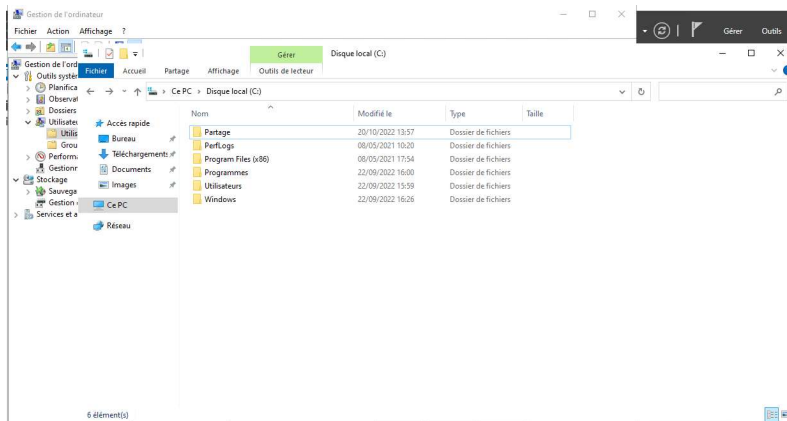 Gestion de l'ordinateur
Fichier Action Affichage ?
Gérer Outils
Gérer Disque local (C:)
Fichier Accueil Partage Affichage Outils de lecteur
Ce PC > Disque local (C:)
Gestion de l'ord
Outils systèm
Planifica
Observat
Dossiers
Utilisateu
Utilis
Grou
Performa
Gestionn
Stockage
Sauvega
Gestion
Services et a
Accès rapide
Bureau
Téléchargements
Documents
Images
Ce PC
Réseau
Nom Modifié le Type Taille
Partage 20/10/2022 13:57 Dossier de fichiers
PerfLogs 08/05/2021 10:20 Dossier de fichiers
Program Files (x86) 08/05/2021 17:54 Dossier de fichiers
Programmes 22/09/2022 16:00 Dossier de fichiers
Utilisateurs 22/09/2022 15:59 Dossier de fichiers
Windows 22/09/2022 16:26 Dossier de fichiers
6 élément(s)